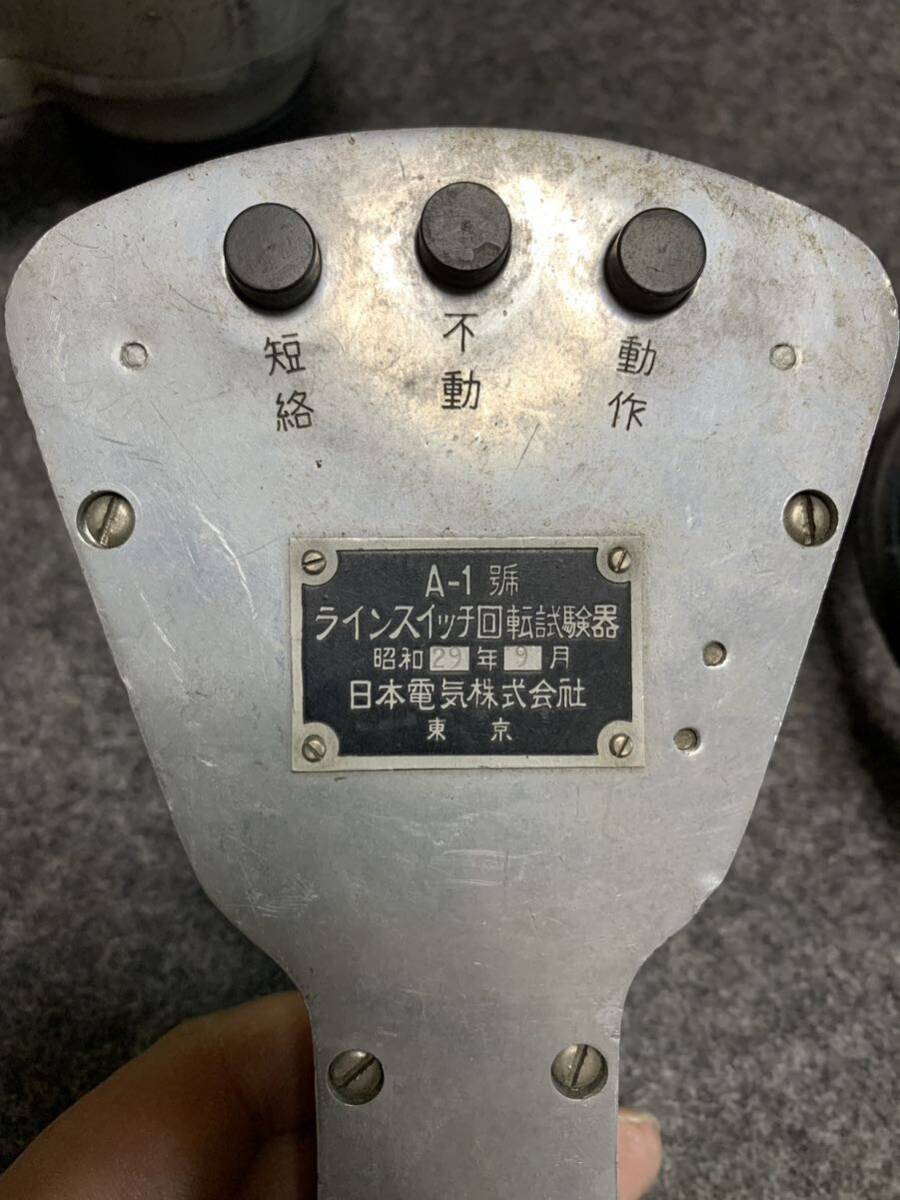 短絡
不動
動作
A-1 號
ラインスイッチ回転試験器
昭和 29 年 9 月
日本電気株式会社
東京